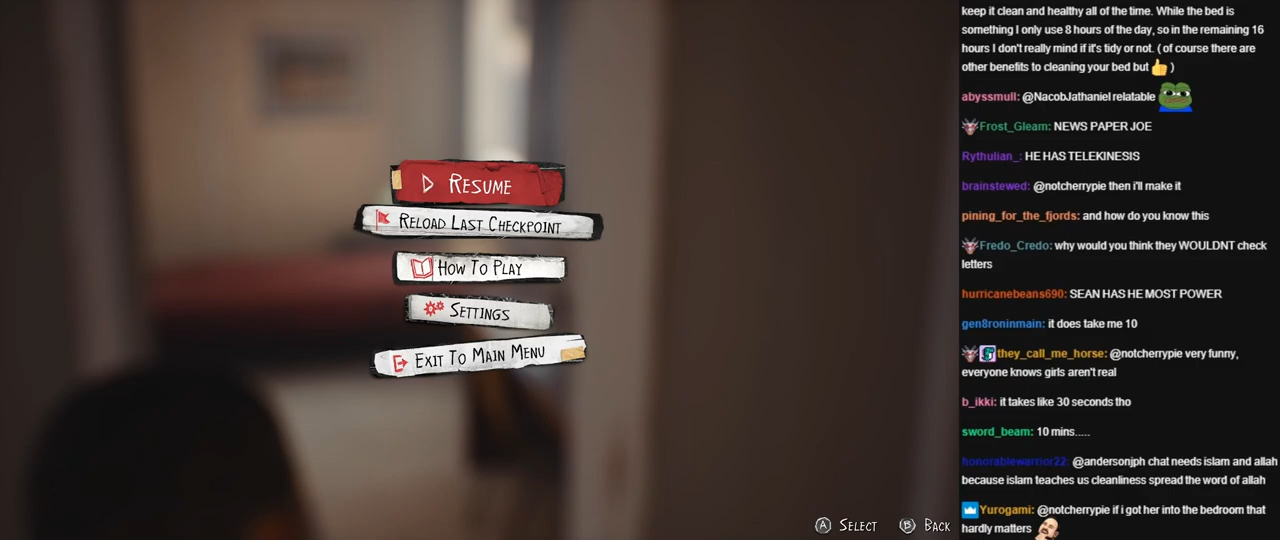 RESUME
RELOAD LAST CHECKPOINT
HOW TO PLAY
SETTINGS
EXIT TO MAIN MENU
A SELECT B BACK
keep it clean and healthy all of the time. While the bed is
something I only use 8 hours of the day, so in the remaining 16
hours I don't really mind if it's tidy or not. ( of course there are
other benefits to cleaning your bed but 👍 )
abyssmull: @NacobJathaniel relatable
Frost_Gleam: NEWS PAPER JOE
Rythulian_: HE HAS TELEKINESIS
brainstewed: @notcherrypie then i'll make it
pining_for_the_fjords: and how do you know this
Fredo_Credo: why would you think they WOULDNT check
letters
hurricanebeans690: SEAN HAS HE MOST POWER
gen8roninmain: it does take me 10
they_call_me_horse: @notcherrypie very funny,
everyone knows girls aren't real
b_ikki: it takes like 30 seconds tho
sword_beam: 10 mins.....
honorablewarrior22: @andersonjph chat needs islam and allah
because islam teaches us cleanliness spread the word of allah
Yurogami: @notcherrypie if i got her into the bedroom that
hardly matters